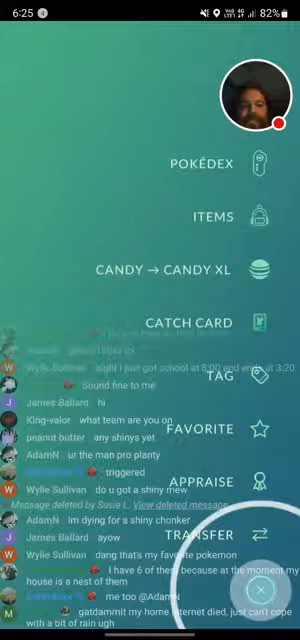 6:25
Vo9 4G LTE1 82%
POKÉDEX
ITEMS
CANDY → CANDY XL
CATCH CARD
Wylie Sullivan aight I just got school at 8:00 and ends at 3:20
TAG
Sound fine to me
James Ballard hi
King-valor what team are you on
FAVORITE
peanut butter any shinys yet
AdamN ur the man pro planty
triggered
APPRAISE
Wylie Sullivan do u got a shiny mew
Message deleted by Susie L. View deleted message
AdamN Im dying for a shiny chonker
James Ballard ayow
TRANSFER
Wylie Sullivan dang that's my favorite pokemon
I have 6 of them because at the moment my
house is a nest of them
me too @AdamN
gatdammit my home internet died, just can't cope
with a bit of rain ugh